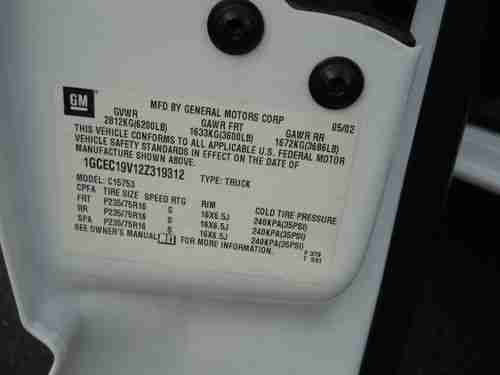 GM
MFD BY GENERAL MOTORS CORP
05/02
GVWR GAWR FRT GAWR RR
2812KG(6200LB) 1633KG(3600LB) 1672KG(3686LB)
THIS VEHICLE CONFORMS TO ALL APPLICABLE U.S. FEDERAL MOTOR
VEHICLE SAFETY STANDARDS IN EFFECT ON THE DATE OF
MANUFACTURE SHOWN ABOVE.
1GCEC19V12Z319312 TYPE: TRUCK
MODEL: C15753
CPFA TIRE SIZE SPEED RTG RIM COLD TIRE PRESSURE
FRT P235/75R16 S 16X6.5J 240KPA(35PSI)
RR P235/75R16 S 16X6.5J 240KPA(35PSI)
SPA P235/75R16 S 16X6.5J 240KPA(35PSI)
SEE OWNER'S MANUAL FOR MORE INFORMATION.